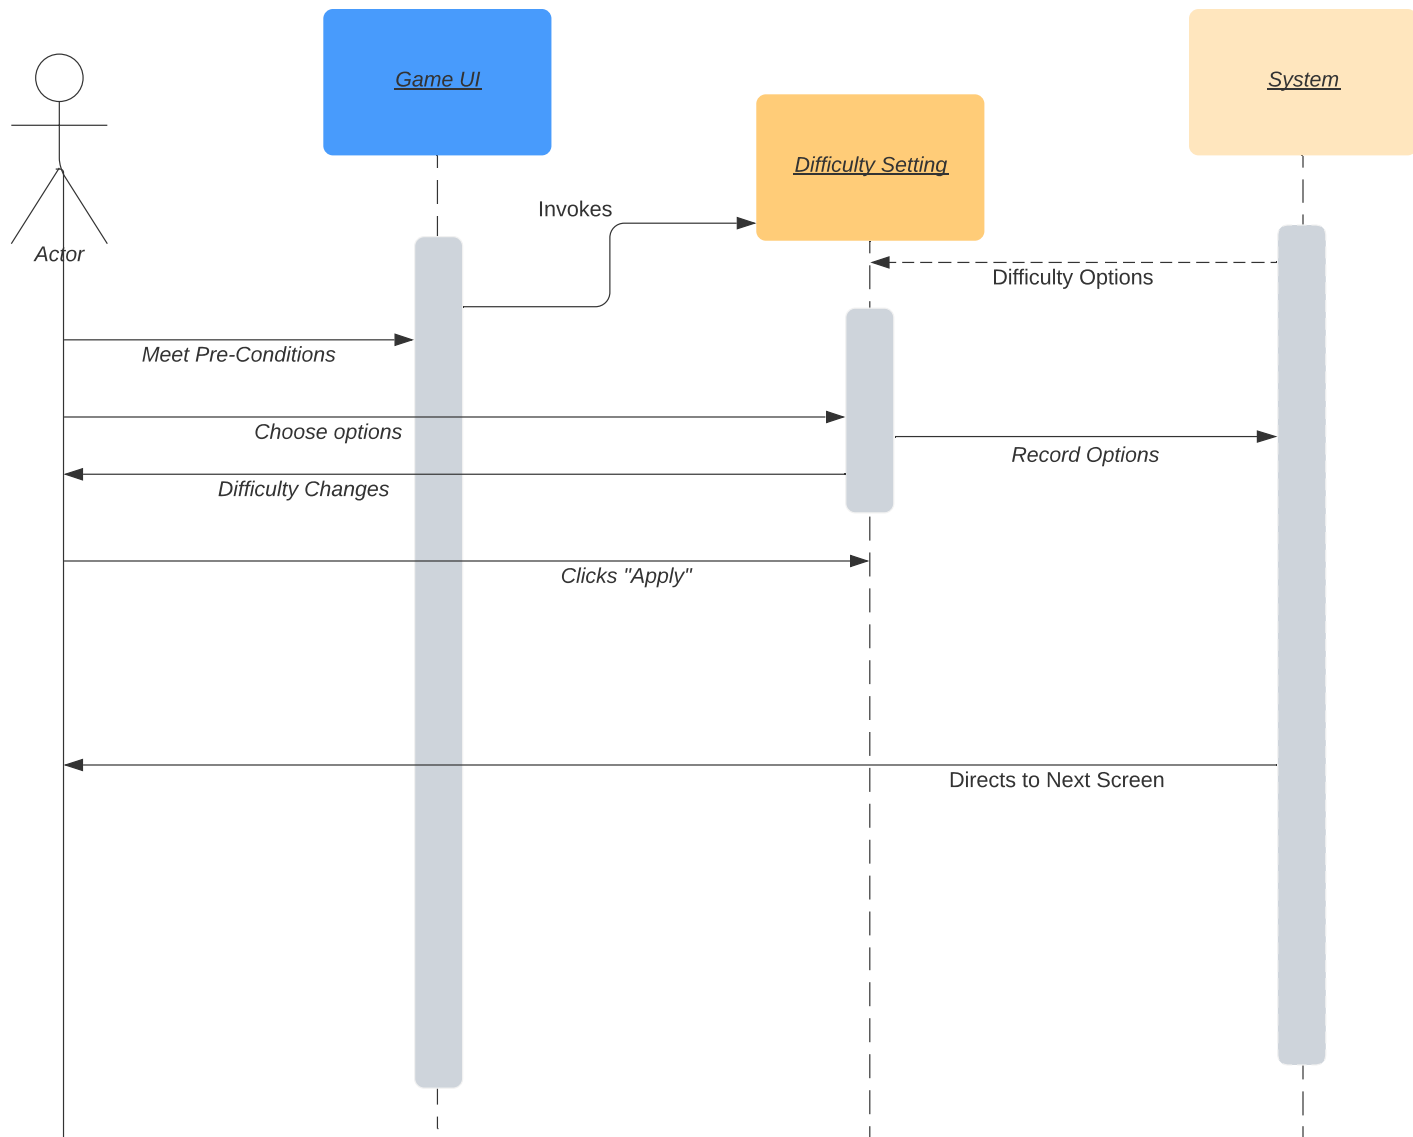 Game UI
System
Difficulty Setting
Invokes
Actor
Difficulty Options
Meet Pre-Conditions
Choose options
Record Options
Difficulty Changes
Clicks "Apply"
Directs to Next Screen